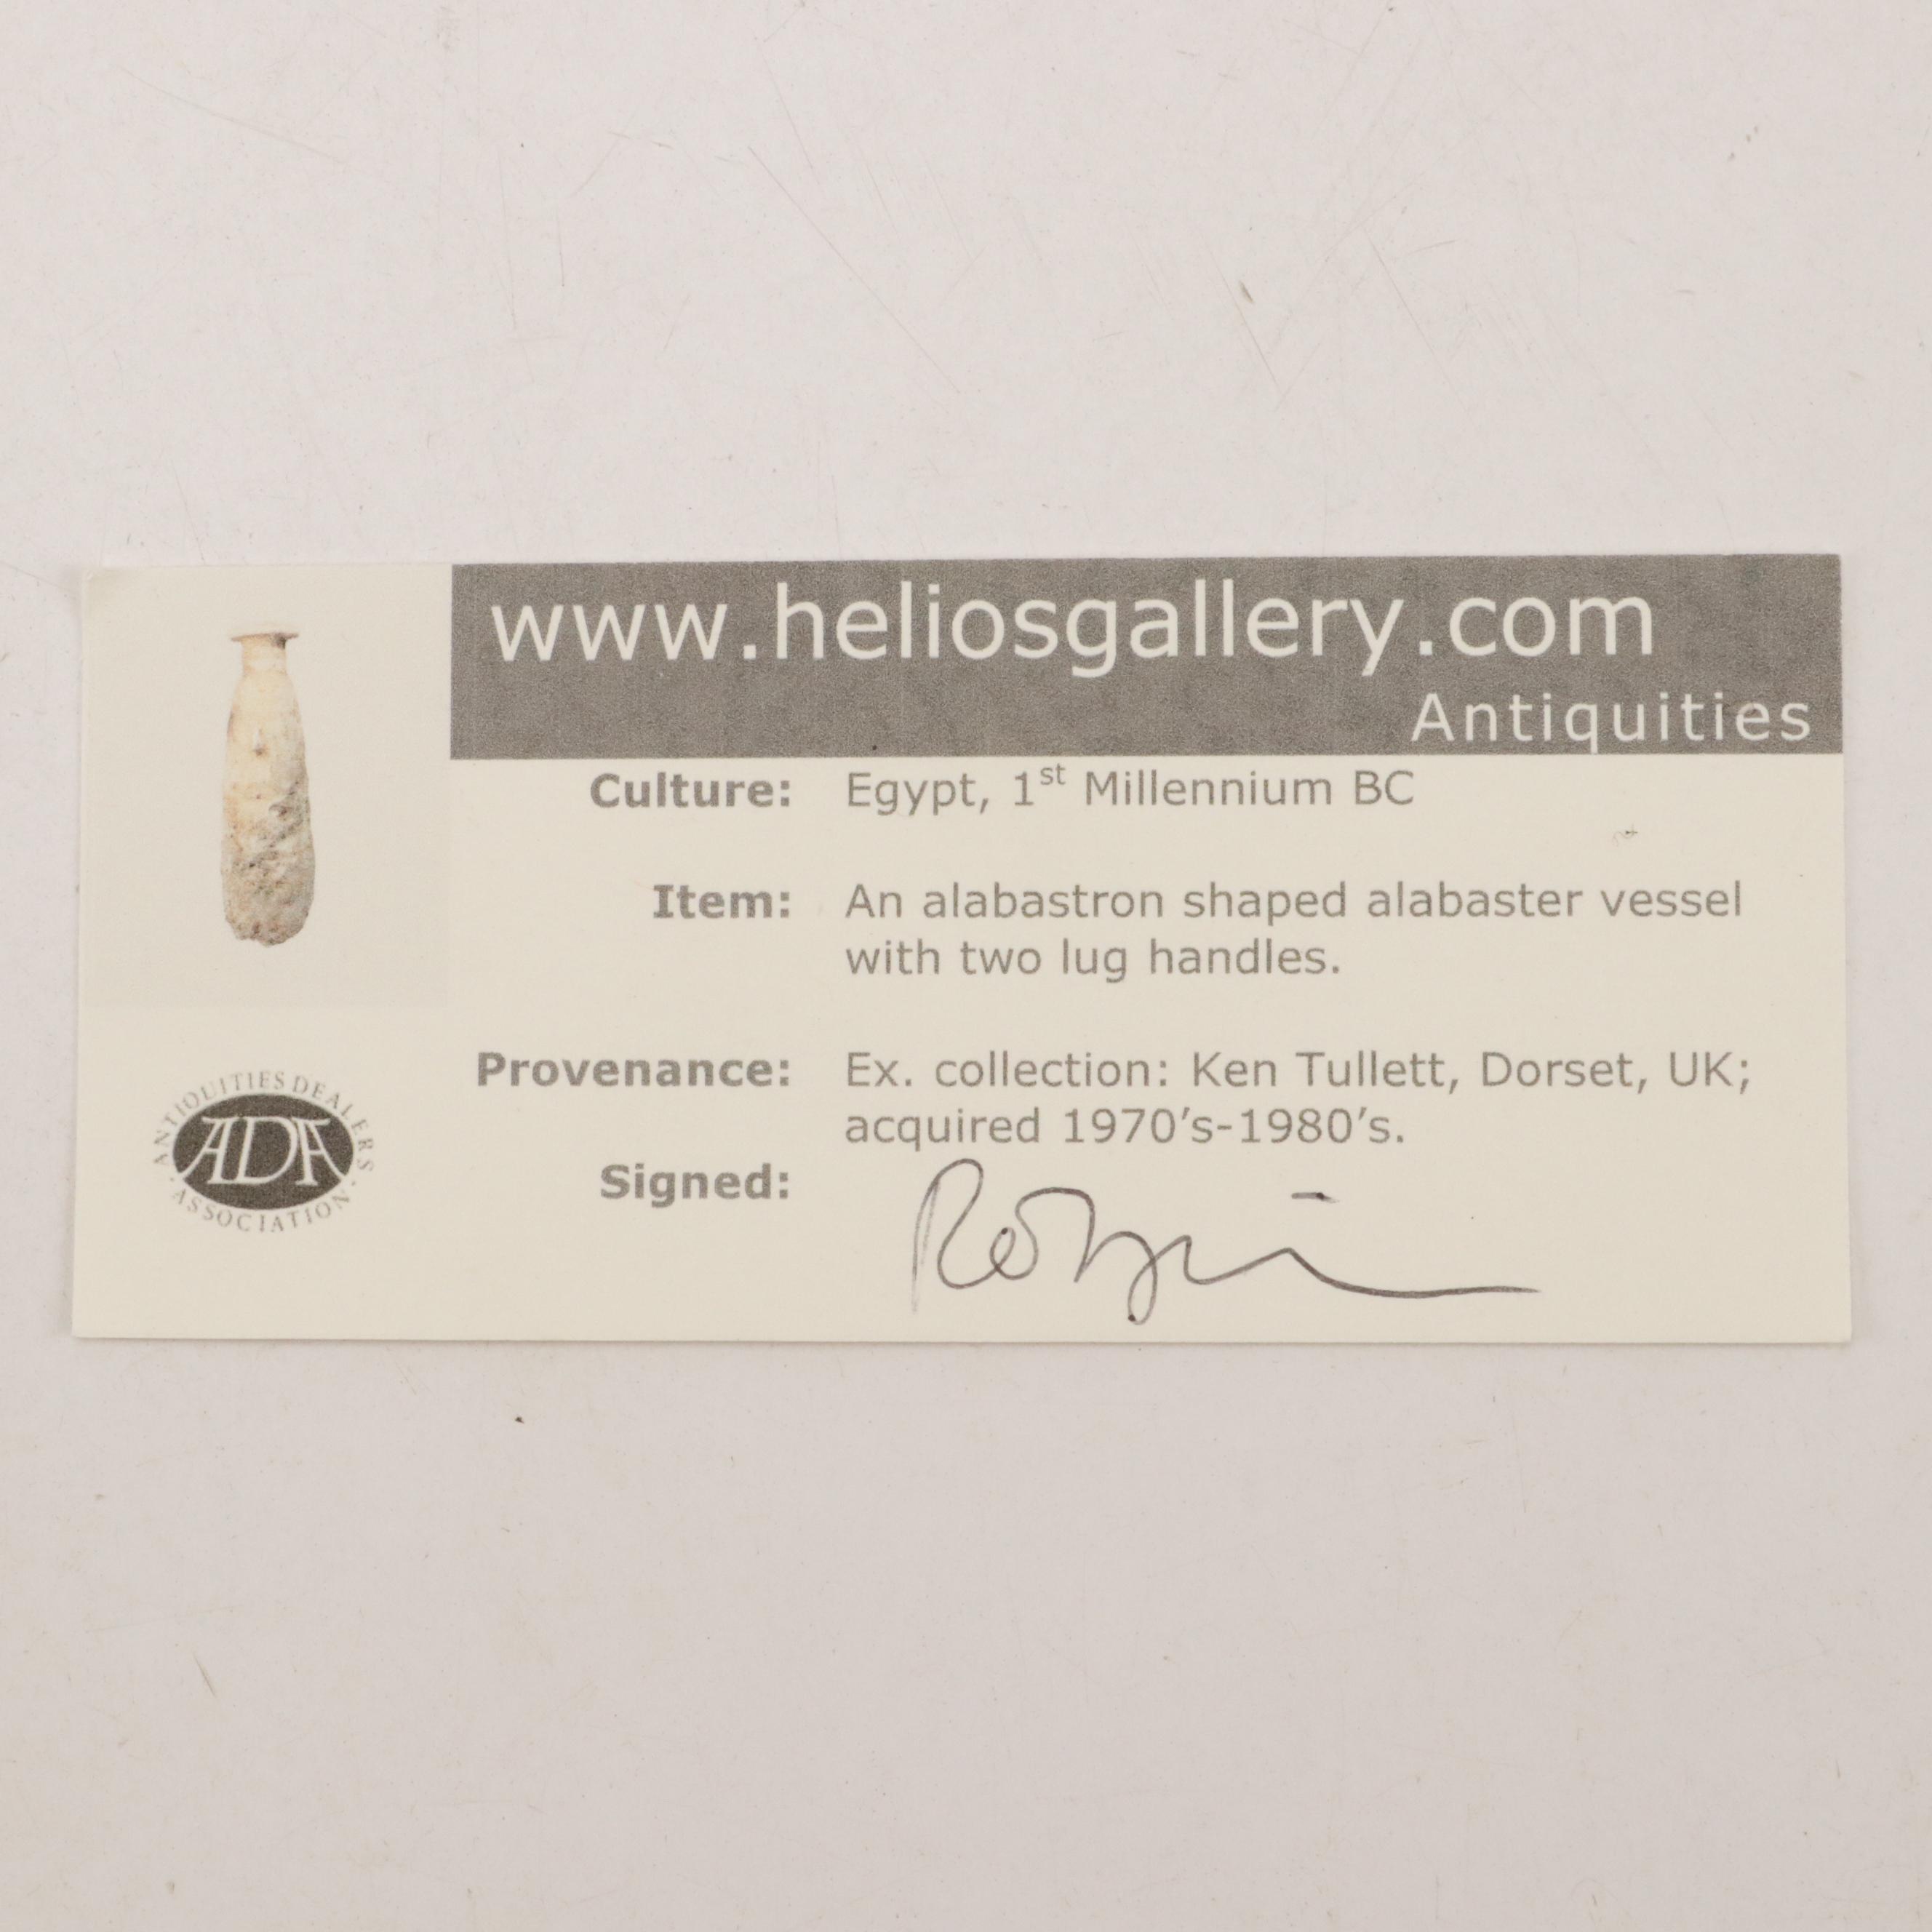 www.heliosgallery.com
Antiquities
Culture: Egypt, 1st Millennium BC
Item: An alabastron shaped alabaster vessel
with two lug handles.
Provenance: Ex. collection: Ken Tullett, Dorset, UK;
acquired 1970's-1980's.
Signed:
ANTIQUITIES DEALERS
ADA
ASSOCIATION